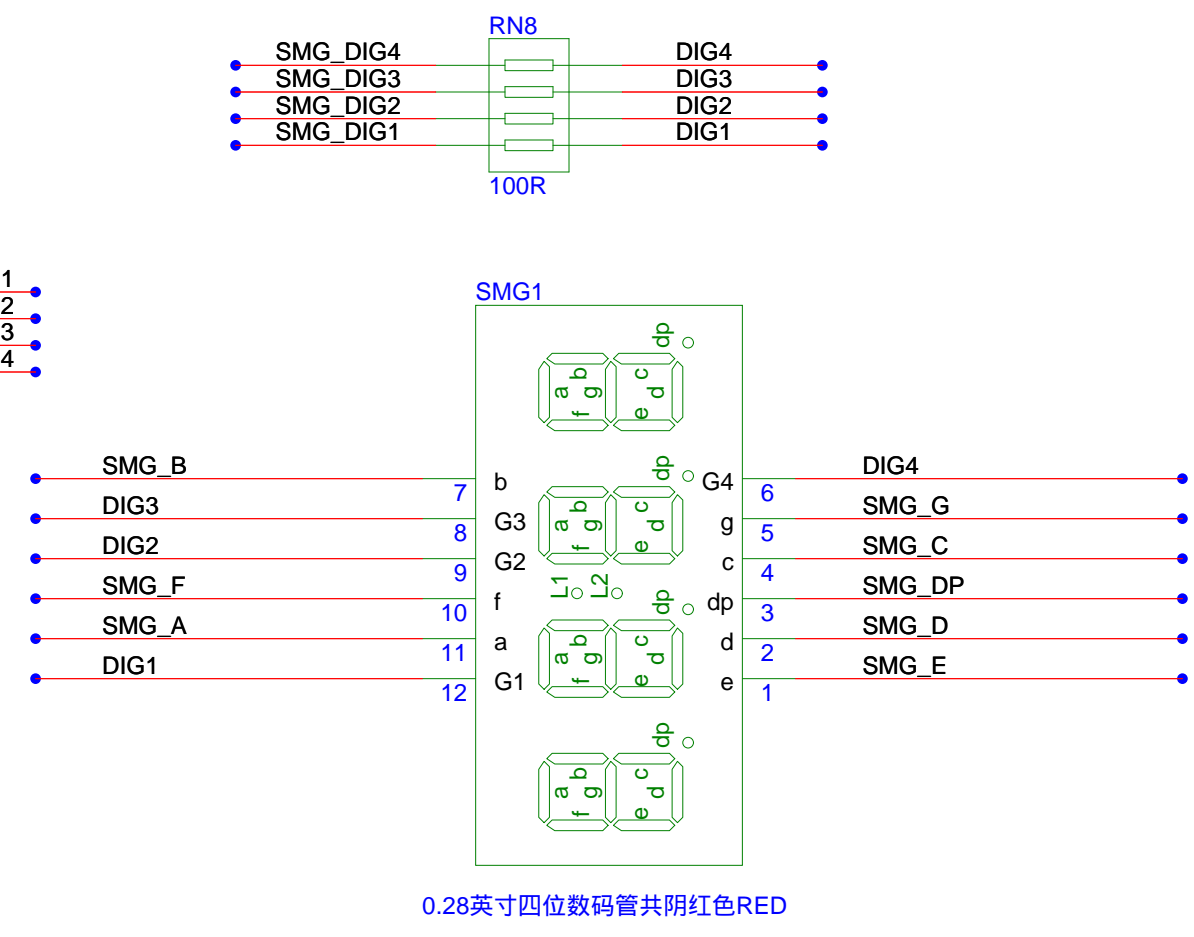 RN8
SMG_DIG4 DIG4
SMG_DIG3 DIG3
SMG_DIG2 DIG2
SMG_DIG1 DIG1
100R
1
2
3
4
SMG1
dp
a b c
f g e d
SMG_B 7 b dp G4 6 DIG4
DIG3 8 G3 a b c g 5 SMG_G
f g e d
DIG2 9 G2 c 4 SMG_C
SMG_F 10 f L1 L2 dp dp 3 SMG_DP
SMG_A 11 a a b c d 2 SMG_D
f g e d
DIG1 12 G1 e 1 SMG_E
dp
a b c
f g e d
0.28英寸四位数码管共阴红色RED